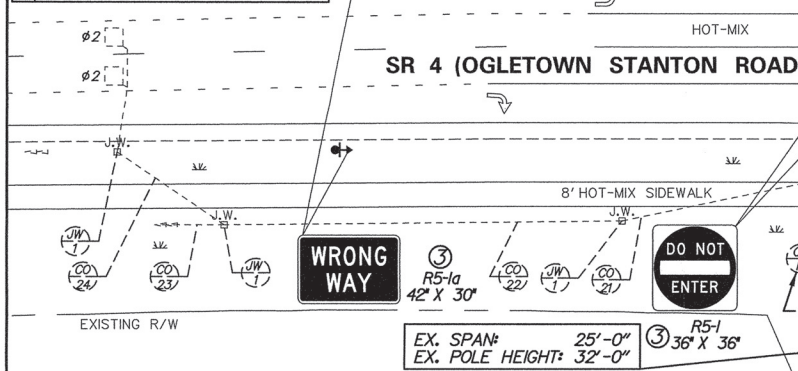 HOT-MIX
ø2
SR 4 (OGLETOWN STANTON ROAD
ø2
J.W.
8' HOT-MIX SIDEWALK
J.W.
J.W.
JW
1
CO
24
CO
23
JW
1
WRONG
WAY
3
R5-1a
42" X 30"
CO
22
JW
1
CO
21
DO NOT
ENTER
3
R5-1
36" X 36"
EXISTING R/W
EX. SPAN: 25'-0"
EX. POLE HEIGHT: 32'-0"